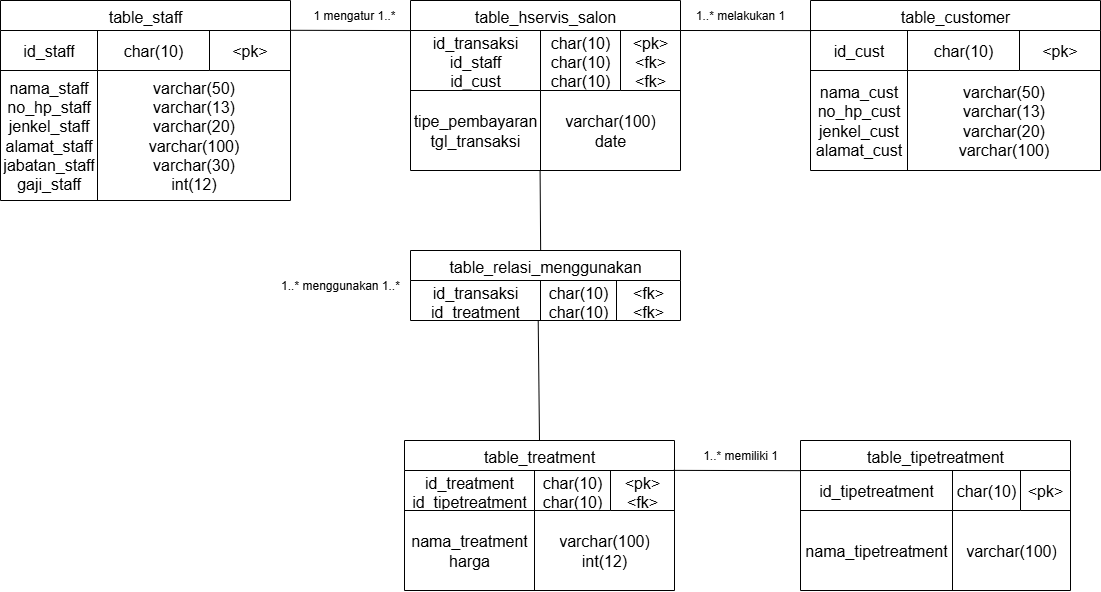 table_staff
id_staff char(10) <pk>
nama_staff varchar(50)
no_hp_staff varchar(13)
jenkel_staff varchar(20)
alamat_staff varchar(100)
jabatan_staff varchar(30)
gaji_staff int(12)
1 mengatur 1..*
table_hservis_salon
id_transaksi char(10) <pk>
id_staff char(10) <fk>
id_cust char(10) <fk>
tipe_pembayaran varchar(100)
tgl_transaksi date
1..* melakukan 1
table_customer
id_cust char(10) <pk>
nama_cust varchar(50)
no_hp_cust varchar(13)
jenkel_cust varchar(20)
alamat_cust varchar(100)
1..* menggunakan 1..*
table_relasi_menggunakan
id_transaksi char(10) <fk>
id_treatment char(10) <fk>
table_treatment
id_treatment char(10) <pk>
id_tipetreatment char(10) <fk>
nama_treatment varchar(100)
harga int(12)
1..* memiliki 1
table_tipetreatment
id_tipetreatment char(10) <pk>
nama_tipetreatment varchar(100)